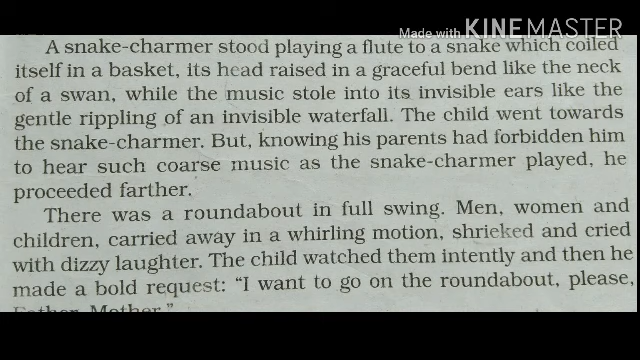 Made with KINEMASTER
A snake-charmer stood playing a flute to a snake which coiled
itself in a basket, its head raised in a graceful bend like the neck
of a swan, while the music stole into its invisible ears like the
gentle rippling of an invisible waterfall. The child went towards
the snake-charmer. But, knowing his parents had forbidden him
to hear such coarse music as the snake-charmer played, he
proceeded farther.
There was a roundabout in full swing. Men, women and
children, carried away in a whirling motion, shrieked and cried
with dizzy laughter. The child watched them intently and then he
made a bold request: “I want to go on the roundabout, please,
Father, Mother.”